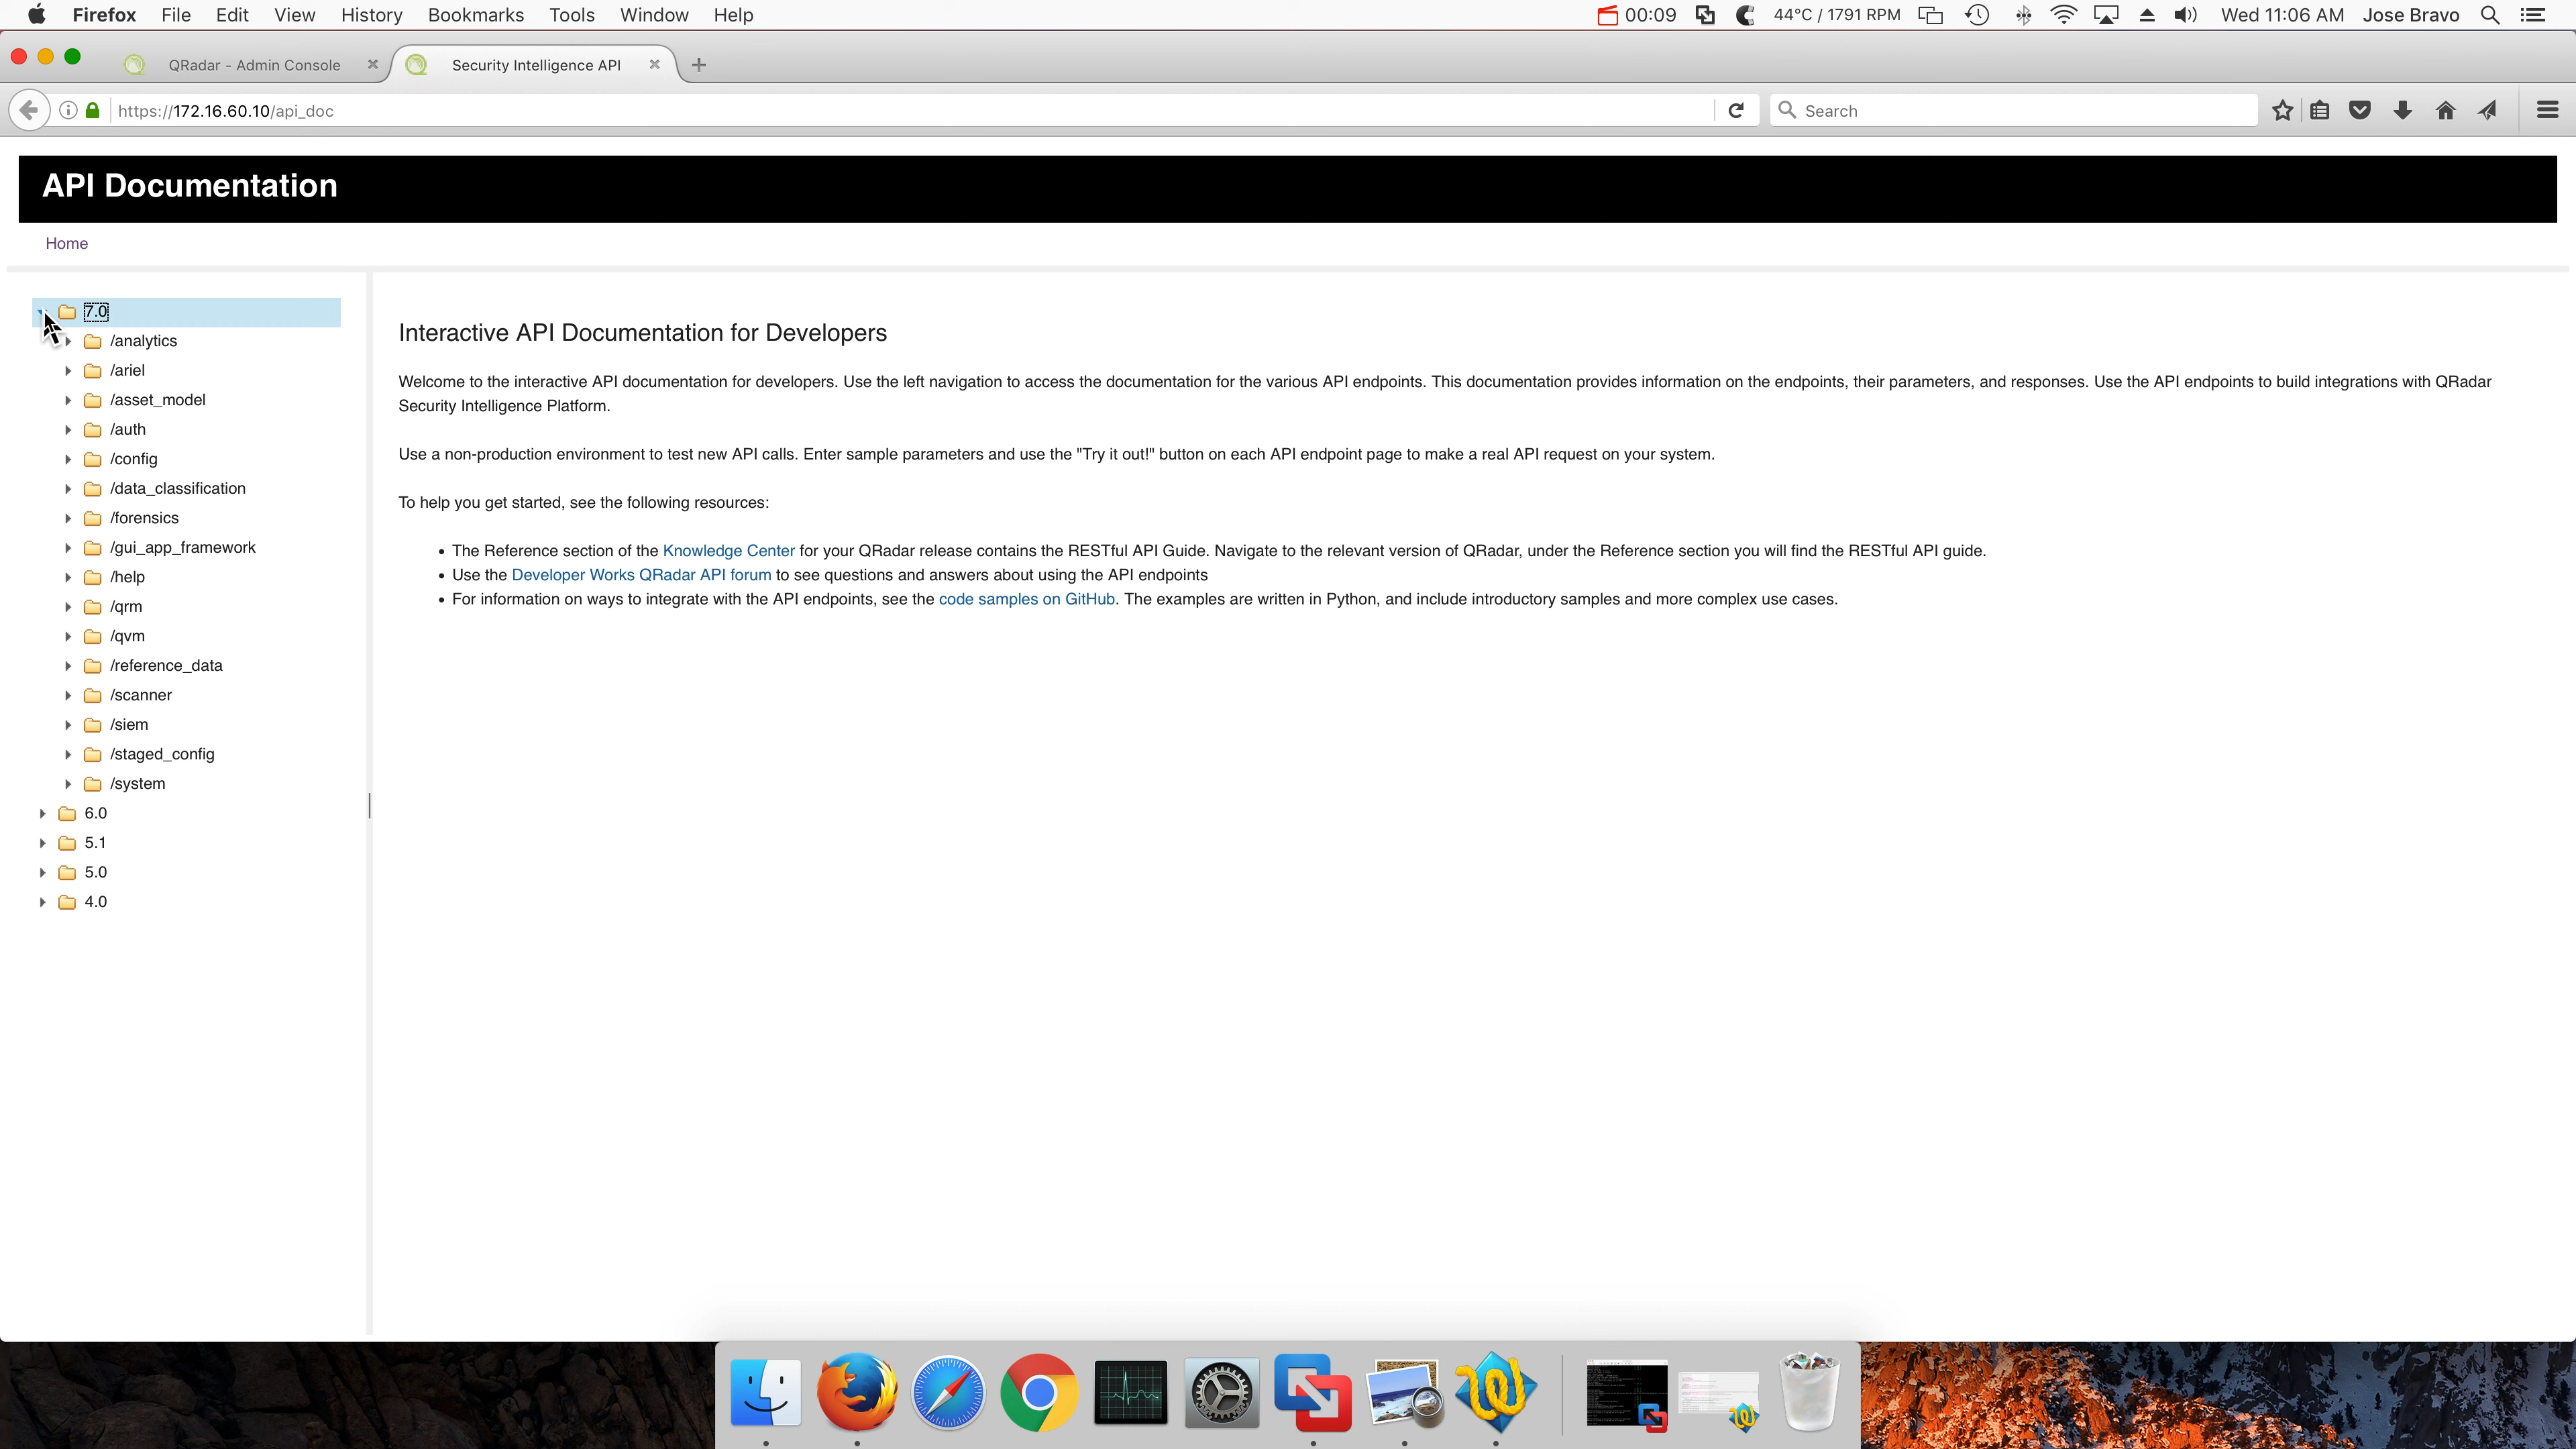 Firefox File Edit View History Bookmarks Tools Window Help 00:09 44°C / 1791 RPM Wed 11:06 AM Jose Bravo
QRadar - Admin Console Security Intelligence API
https://172.16.60.10/api_doc Search
API Documentation
Home
7.0
/analytics
/ariel
/asset_model
/auth
/config
/data_classification
/forensics
/gui_app_framework
/help
/qrm
/qvm
/reference_data
/scanner
/siem
/staged_config
/system
6.0
5.1
5.0
4.0
Interactive API Documentation for Developers
Welcome to the interactive API documentation for developers. Use the left navigation to access the documentation for the various API endpoints. This documentation provides information on the endpoints, their parameters, and responses. Use the API endpoints to build integrations with QRadar
Security Intelligence Platform.
Use a non-production environment to test new API calls. Enter sample parameters and use the "Try it out!" button on each API endpoint page to make a real API request on your system.
To help you get started, see the following resources:
• The Reference section of the Knowledge Center for your QRadar release contains the RESTful API Guide. Navigate to the relevant version of QRadar, under the Reference section you will find the RESTful API guide.
• Use the Developer Works QRadar API forum to see questions and answers about using the API endpoints
• For information on ways to integrate with the API endpoints, see the code samples on GitHub. The examples are written in Python, and include introductory samples and more complex use cases.